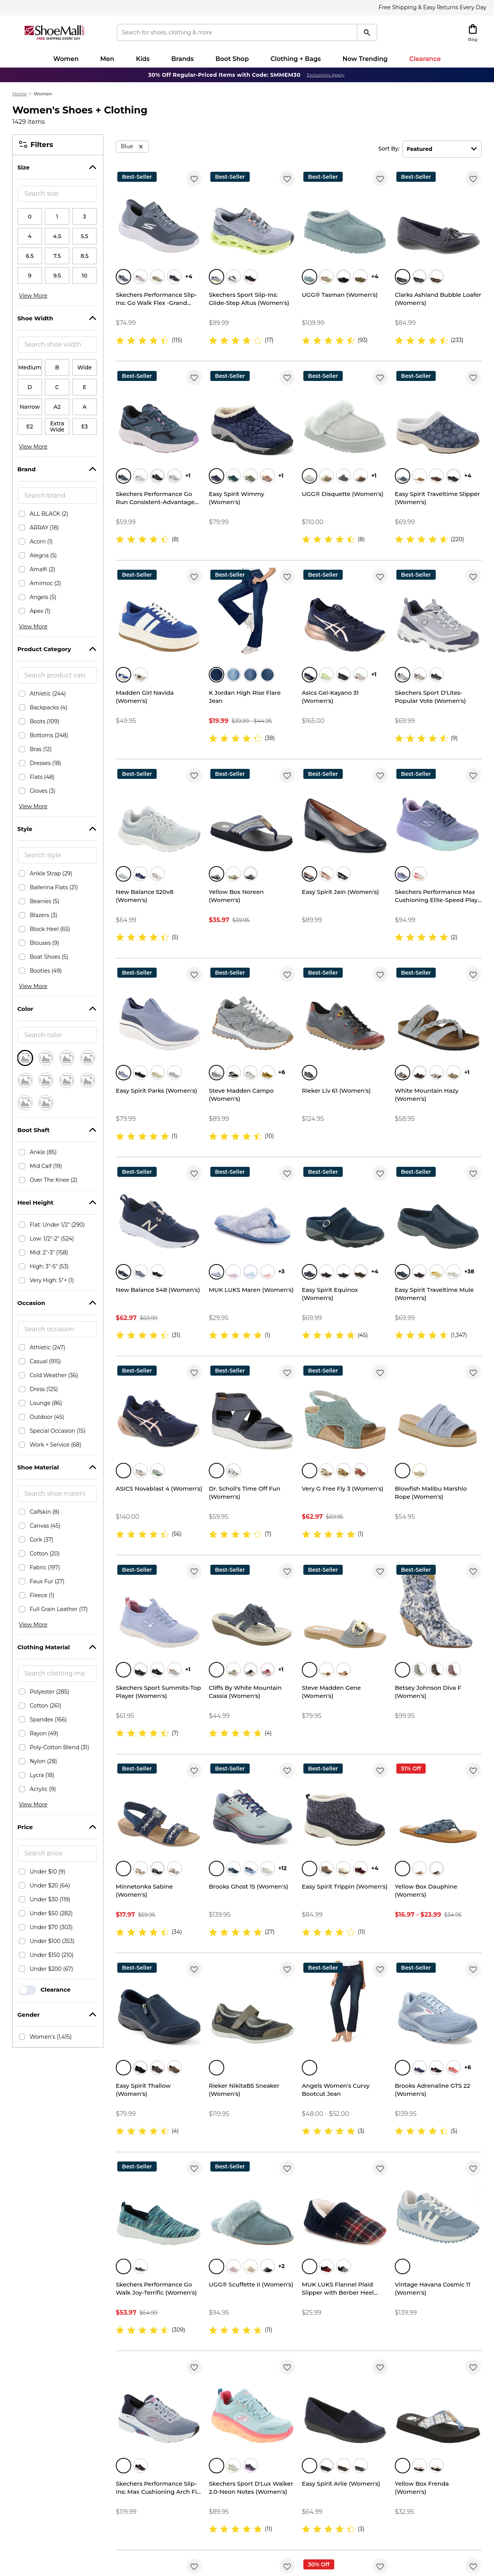 Free Shipping & Easy Returns Every Day
ShoeMall
FREE SHIPPING EVERY DAY
Search for shoes, clothing & more
Bag
Women Men Kids Brands Boot Shop Clothing + Bags Now Trending Clearance
30% Off Regular-Priced Items with Code: SMMEM30 Exclusions Apply
Home > Women
Women's Shoes + Clothing
1429 items
Filters
Size
Search size
0 1 3
4 4.5 5.5
6.5 7.5 8.5
9 9.5 10
View More
Shoe Width
Search shoe width
Medium B Wide
D C E
Narrow A2 A
E2 Extra Wide E3
View More
Brand
Search brand
ALL BLACK (2)
ARRAY (18)
Acorn (1)
Alegria (5)
Amalfi (2)
Amimoc (2)
Angels (5)
Apex (1)
View More
Product Category
Search product cate
Athletic (244)
Backpacks (4)
Boots (109)
Bottoms (248)
Bras (12)
Dresses (18)
Flats (48)
Gloves (3)
View More
Style
Search style
Ankle Strap (29)
Ballerina Flats (21)
Beanies (5)
Blazers (3)
Block Heel (65)
Blouses (9)
Boat Shoes (5)
Booties (49)
View More
Color
Search color
Boot Shaft
Ankle (85)
Mid Calf (19)
Over The Knee (2)
Heel Height
Flat: Under 1/2" (290)
Low: 1/2"-2" (524)
Mid: 2"-3" (158)
High: 3"-5" (53)
Very High: 5"+ (1)
Occasion
Search occasion
Athletic (247)
Casual (915)
Cold Weather (36)
Dress (125)
Lounge (86)
Outdoor (45)
Special Occasion (15)
Work + Service (68)
Shoe Material
Search shoe materia
Calfskin (8)
Canvas (45)
Cork (37)
Cotton (20)
Fabric (197)
Faux Fur (27)
Fleece (1)
Full Grain Leather (17)
View More
Clothing Material
Search clothing ma
Polyester (285)
Cotton (261)
Spandex (166)
Rayon (49)
Poly-Cotton Blend (31)
Nylon (28)
Lycra (18)
Acrylic (9)
View More
Price
Search price
Under $10 (9)
Under $20 (64)
Under $30 (119)
Under $50 (282)
Under $70 (303)
Under $100 (353)
Under $150 (210)
Under $200 (67)
Clearance
Gender
Women's (1,415)
Blue ×
Sort By: Featured
Best-Seller Best-Seller Best-Seller Best-Seller
+4 +4
Skechers Performance Slip-Ins: Go Walk Flex -Grand... Skechers Sport Slip-Ins: Glide-Step Altus (Women's) UGG® Tasman (Women's) Clarks Ashland Bubble Loafer (Women's)
$74.99 $99.99 $109.99 $84.99
(115) (17) (93) (233)
Best-Seller Best-Seller Best-Seller Best-Seller
+1 +1 +1 +4
Skechers Performance Go Run Consistent-Advantage... Easy Spirit Wimmy (Women's) UGG® Disquette (Women's) Easy Spirit Traveltime Slipper (Women's)
$59.99 $79.99 $110.00 $69.99
(8) (8) (220)
Best-Seller Best-Seller Best-Seller Best-Seller
+1
Madden Girl Navida (Women's) K Jordan High Rise Flare Jean Asics Gel-Kayano 31 (Women's) Skechers Sport D'Lites-Popular Vote (Women's)
$49.95 $19.99 $39.99 - $44.95 $165.00 $69.99
(38) (9)
Best-Seller Best-Seller Best-Seller Best-Seller
New Balance 520v8 (Women's) Yellow Box Noreen (Women's) Easy Spirit Jain (Women's) Skechers Performance Max Cushioning Elite-Speed Play...
$64.99 $35.97 $39.95 $89.99 $94.99
(5) (2)
Best-Seller Best-Seller Best-Seller Best-Seller
+6 +1
Easy Spirit Parks (Women's) Steve Madden Campo (Women's) Rieker Liv 61 (Women's) White Mountain Hazy (Women's)
$79.99 $89.99 $124.95 $58.95
(1) (10)
Best-Seller Best-Seller Best-Seller Best-Seller
+3 +4 +38
New Balance 548 (Women's) MUK LUKS Maren (Women's) Easy Spirit Equinox (Women's) Easy Spirit Traveltime Mule (Women's)
$62.97 $69.99 $29.95 $69.99 $69.99
(31) (1) (45) (1,347)
Best-Seller Best-Seller Best-Seller Best-Seller
ASICS Novablast 4 (Women's) Dr. Scholl's Time Off Fun (Women's) Very G Free Fly 3 (Women's) Blowfish Malibu Marshlo Rope (Women's)
$140.00 $59.95 $62.97 $69.95 $54.95
(56) (7) (1)
Best-Seller Best-Seller Best-Seller Best-Seller
+1 +1
Skechers Sport Summits-Top Player (Women's) Cliffs By White Mountain Cassia (Women's) Steve Madden Gene (Women's) Betsey Johnson Diva F (Women's)
$61.95 $44.99 $79.95 $99.95
(7) (4)
Best-Seller Best-Seller Best-Seller 51% Off
+12 +4
Minnetonka Sabine (Women's) Brooks Ghost 15 (Women's) Easy Spirit Trippin (Women's) Yellow Box Dauphine (Women's)
$17.97 $59.95 $139.95 $84.99 $16.97 - $23.99 $34.95
(34) (27) (11)
Best-Seller Best-Seller Best-Seller Best-Seller
+6
Easy Spirit Thallow (Women's) Rieker NikitaB5 Sneaker (Women's) Angels Women's Curvy Bootcut Jean Brooks Adrenaline GTS 22 (Women's)
$79.99 $119.95 $48.00 - $52.00 $139.95
(4) (3) (5)
Best-Seller Best-Seller Best-Seller
+2
Skechers Performance Go Walk Joy-Terrific (Women's) UGG® Scuffette II (Women's) MUK LUKS Flannel Plaid Slipper with Berber Heel... Vintage Havana Cosmic 11 (Women's)
$53.97 $64.99 $94.95 $25.99 $139.99
(309) (11)
Skechers Performance Slip-Ins: Max Cushioning Arch Fi... Skechers Sport D'Lux Walker 2.0-Neon Notes (Women's) Easy Spirit Arlie (Women's) Yellow Box Frenda (Women's)
$119.99 $89.95 $64.99 $32.95
(11) (3)
30% Off